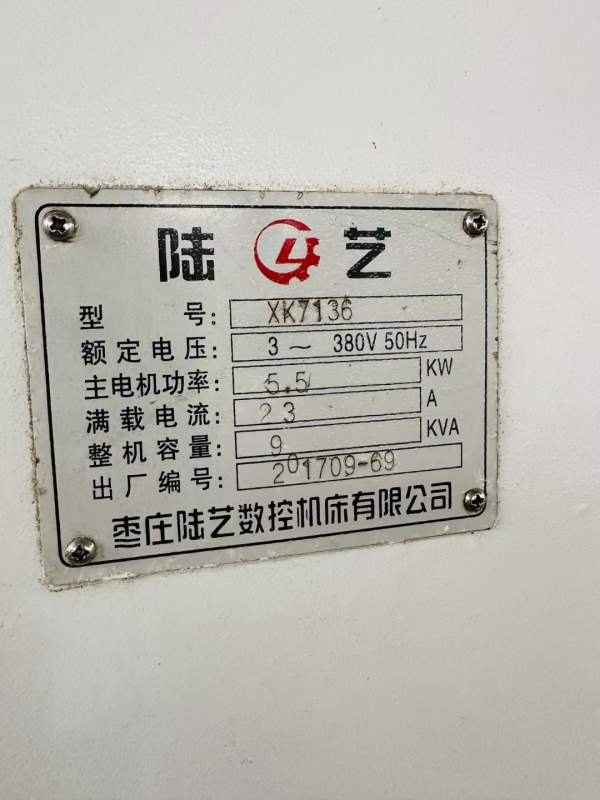 陆艺
型号: XK7136
额定电压: 3～ 380V 50Hz
主电机功率: 5.5 KW
满载电流: 23 A
整机容量: 9 KVA
出厂编号: 201709-69
枣庄陆艺数控机床有限公司